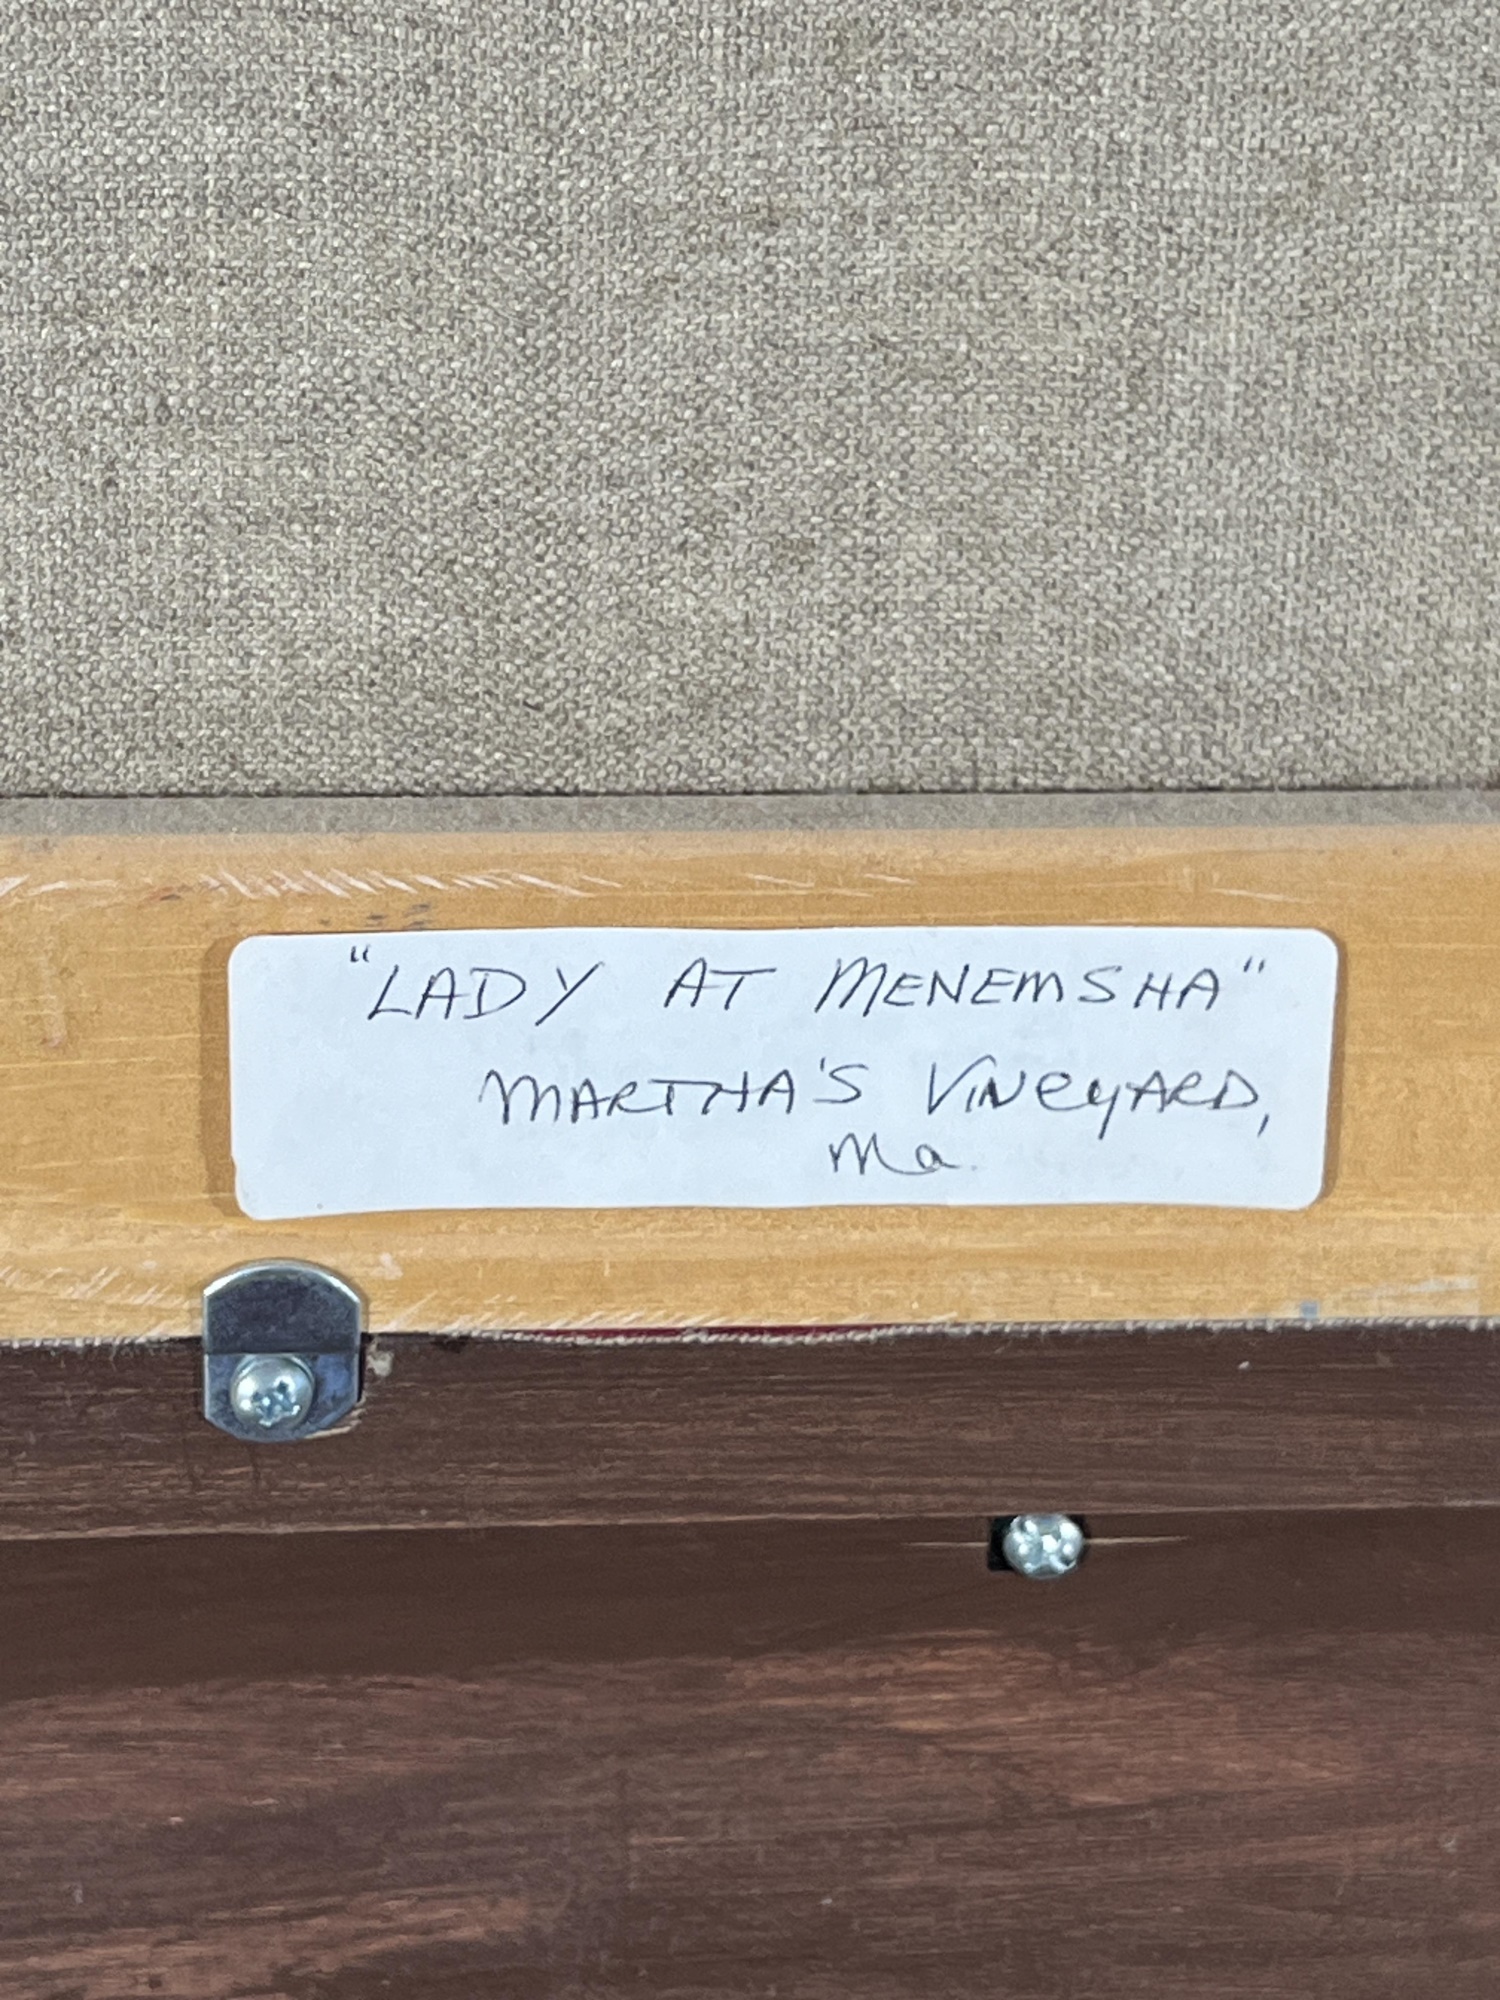 "LADY AT MENEMSHA"
MARTHA'S VINEYARD,
Ma.